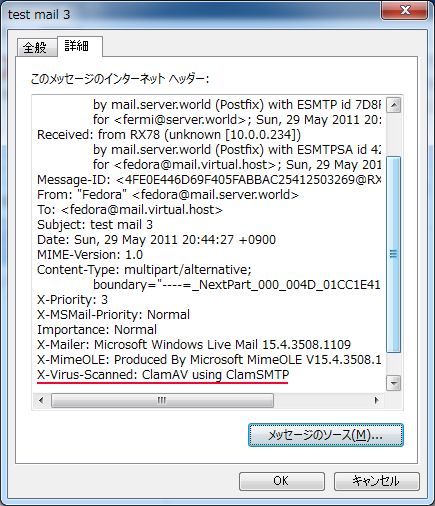 test mail 3
全般
詳細
このメッセージのインターネット ヘッダー:
by mail.server.world (Postfix) with ESMTP id 7D8
for <fermi@server.world>; Sun, 29 May 2011 20:
Received: from RX78 (unknown [10.0.0.234])
by mail.server.world (Postfix) with ESMTPSA id 42
for <fedora@mail.virtual.host>; Sun, 29 May 201
Message-ID: <4FE0E446D69F405FABBAC25412503269@RX
From: "Fedora" <fedora@mail.server.world>
To: <fedora@mail.virtual.host>
Subject: test mail 3
Date: Sun, 29 May 2011 20:44:27 +0900
MIME-Version: 1.0
Content-Type: multipart/alternative;
boundary="----=_NextPart_000_004D_01CC1E41
X-Priority: 3
X-MSMail-Priority: Normal
Importance: Normal
X-Mailer: Microsoft Windows Live Mail 15.4.3508.1109
X-MimeOLE: Produced By Microsoft MimeOLE V15.4.3508.1
X-Virus-Scanned: ClamAV using ClamSMTP
メッセージのソース(M)...
OK
キャンセル